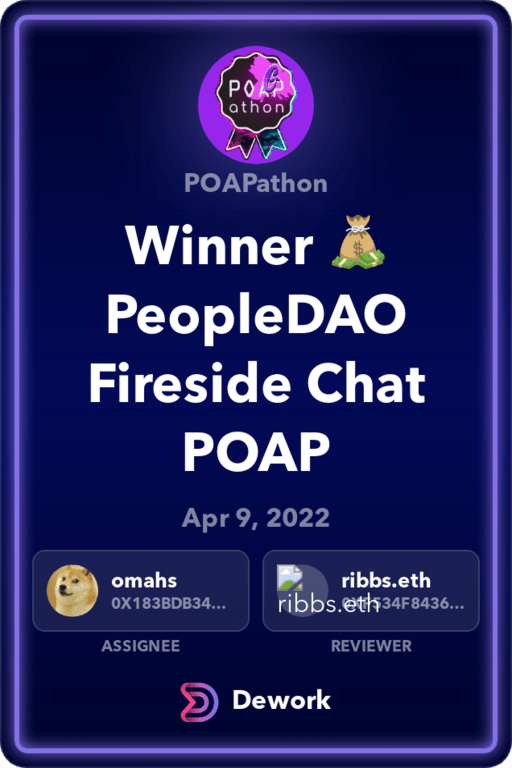 POAP
athon
POAPathon
Winner 💰
PeopleDAO
Fireside Chat
POAP
Apr 9, 2022
omahs
0X183BDB34...
ribbs.eth
ribbs.eth
ASSIGNEE
REVIEWER
Dework